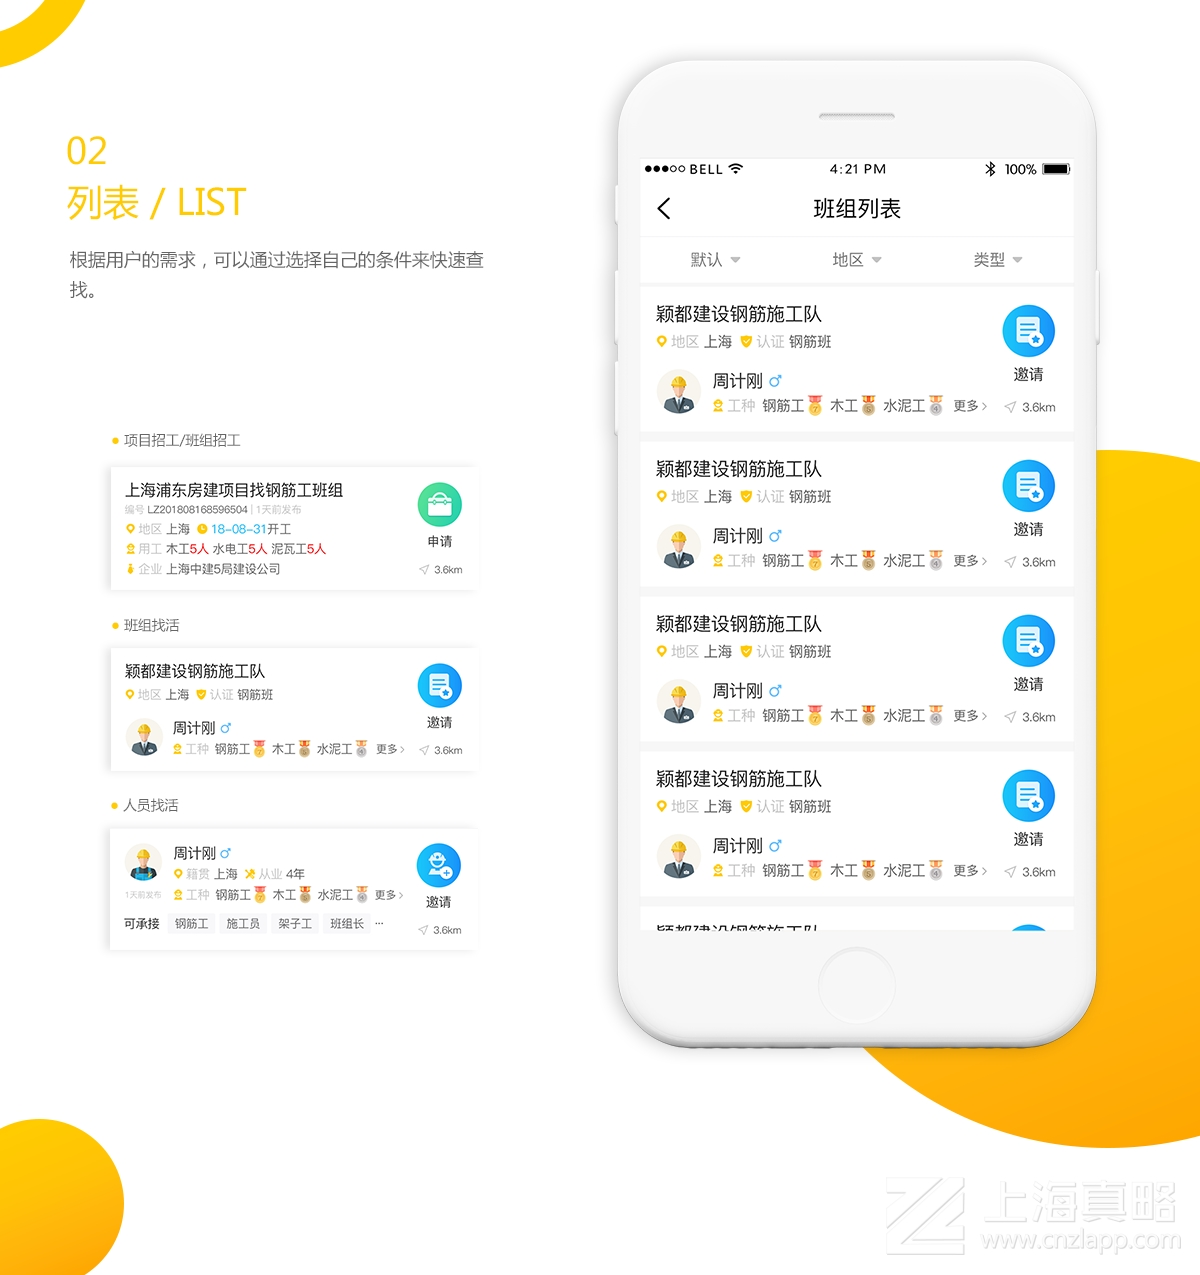 02
列表 / LIST
根据用户的需求，可以通过选择自己的条件来快速查
找。
项目招工/班组招工
上海浦东房建项目找钢筋工班组
编号 LZ201808168596504 | 1天前发布
地区 上海 18-08-31开工
用工 木工5人 水电工5人 泥瓦工5人
企业 上海中建5局建设公司
申请
3.6km
班组找活
颖都建设钢筋施工队
地区 上海 认证 钢筋班
周计刚
工种 钢筋工 木工 水泥工 更多
邀请
3.6km
人员找活
周计刚
籍贯 上海 从业 4年
1天前发布
工种 钢筋工 木工 水泥工 更多
可承接 钢筋工 施工员 架子工 班组长 ···
邀请
3.6km
BELL 4:21 PM 100%
班组列表
默认 地区 类型
颖都建设钢筋施工队
地区 上海 认证 钢筋班
邀请
周计刚
工种 钢筋工 木工 水泥工 更多 3.6km
颖都建设钢筋施工队
地区 上海 认证 钢筋班
邀请
周计刚
工种 钢筋工 木工 水泥工 更多 3.6km
颖都建设钢筋施工队
地区 上海 认证 钢筋班
邀请
周计刚
工种 钢筋工 木工 水泥工 更多 3.6km
颖都建设钢筋施工队
地区 上海 认证 钢筋班
邀请
周计刚
工种 钢筋工 木工 水泥工 更多 3.6km
上海真略
www.cnzlapp.com